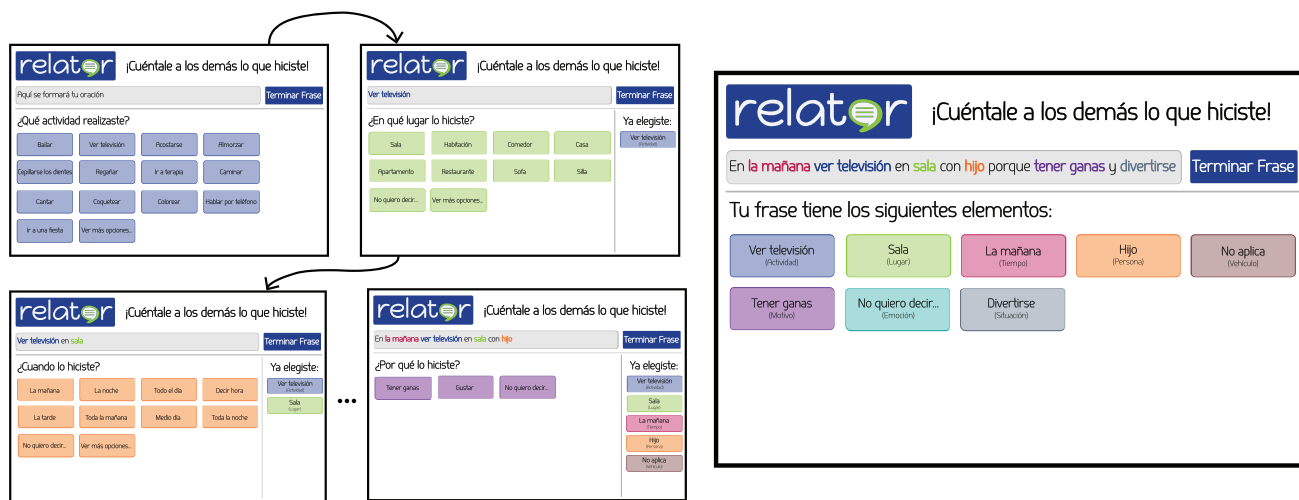 relator ¡Cuéntale a los demás lo que hiciste!
Aquí se formará tu oración Terminar Frase
¿Qué actividad realizaste?
Bailar Ver televisión Acostarse Almorzar
Cepillarse los dientes Regañar Ir a terapia Caminar
Cantar Coquetear Colorear Hablar por teléfono
Ir a una fiesta Ver más opciones...
relator ¡Cuéntale a los demás lo que hiciste!
Ver televisión Terminar Frase
¿En qué lugar lo hiciste? Ya elegiste:
Sala Habitación Comedor Casa Ver televisión
(Actividad)
Apartamento Restaurante Sofa Silla
No quiero decir... Ver más opciones...
relator ¡Cuéntale a los demás lo que hiciste!
Ver televisión en sala Terminar Frase
¿Cuando lo hiciste? Ya elegiste:
La mañana La noche Todo el día Decir hora Ver televisión
(Actividad)
La tarde Toda la mañana Medio día Toda la noche Sala
(Lugar)
No quiero decir... Ver más opciones...
...
relator ¡Cuéntale a los demás lo que hiciste!
En la mañana ver televisión en sala con hijo Terminar Frase
¿Por qué lo hiciste? Ya elegiste:
Tener ganas Gustar No quiero decir... Ver televisión
(Actividad)
Sala
(Lugar)
La mañana
(Tiempo)
Hijo
(Persona)
No aplica
(Vehículo)
relator ¡Cuéntale a los demás lo que hiciste!
En la mañana ver televisión en sala con hijo porque tener ganas y divertirse Terminar Frase
Tu frase tiene los siguientes elementos:
Ver televisión Sala La mañana Hijo No aplica
(Actividad) (Lugar) (Tiempo) (Persona) (Vehículo)
Tener ganas No quiero decir... Divertirse
(Motivo) (Emoción) (Situación)